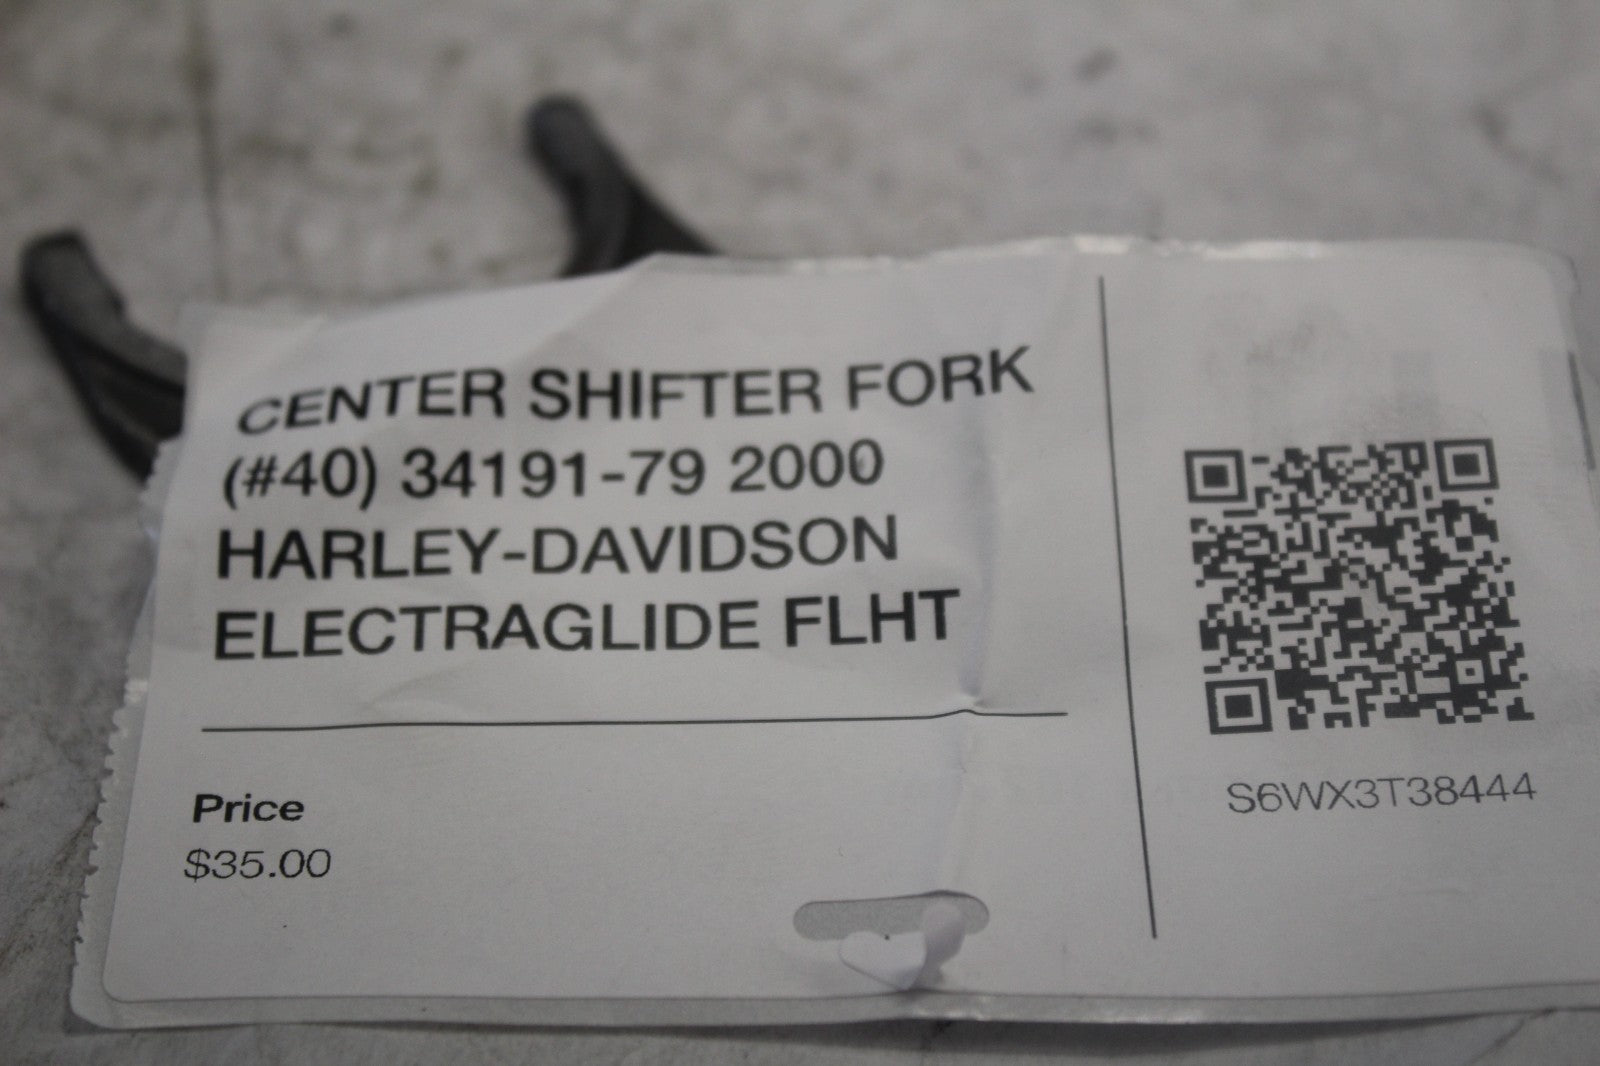 CENTER SHIFTER FORK
(#40) 34191-79 2000
HARLEY-DAVIDSON
ELECTRAGLIDE FLHT
Price
$35.00
S6WX3T38444